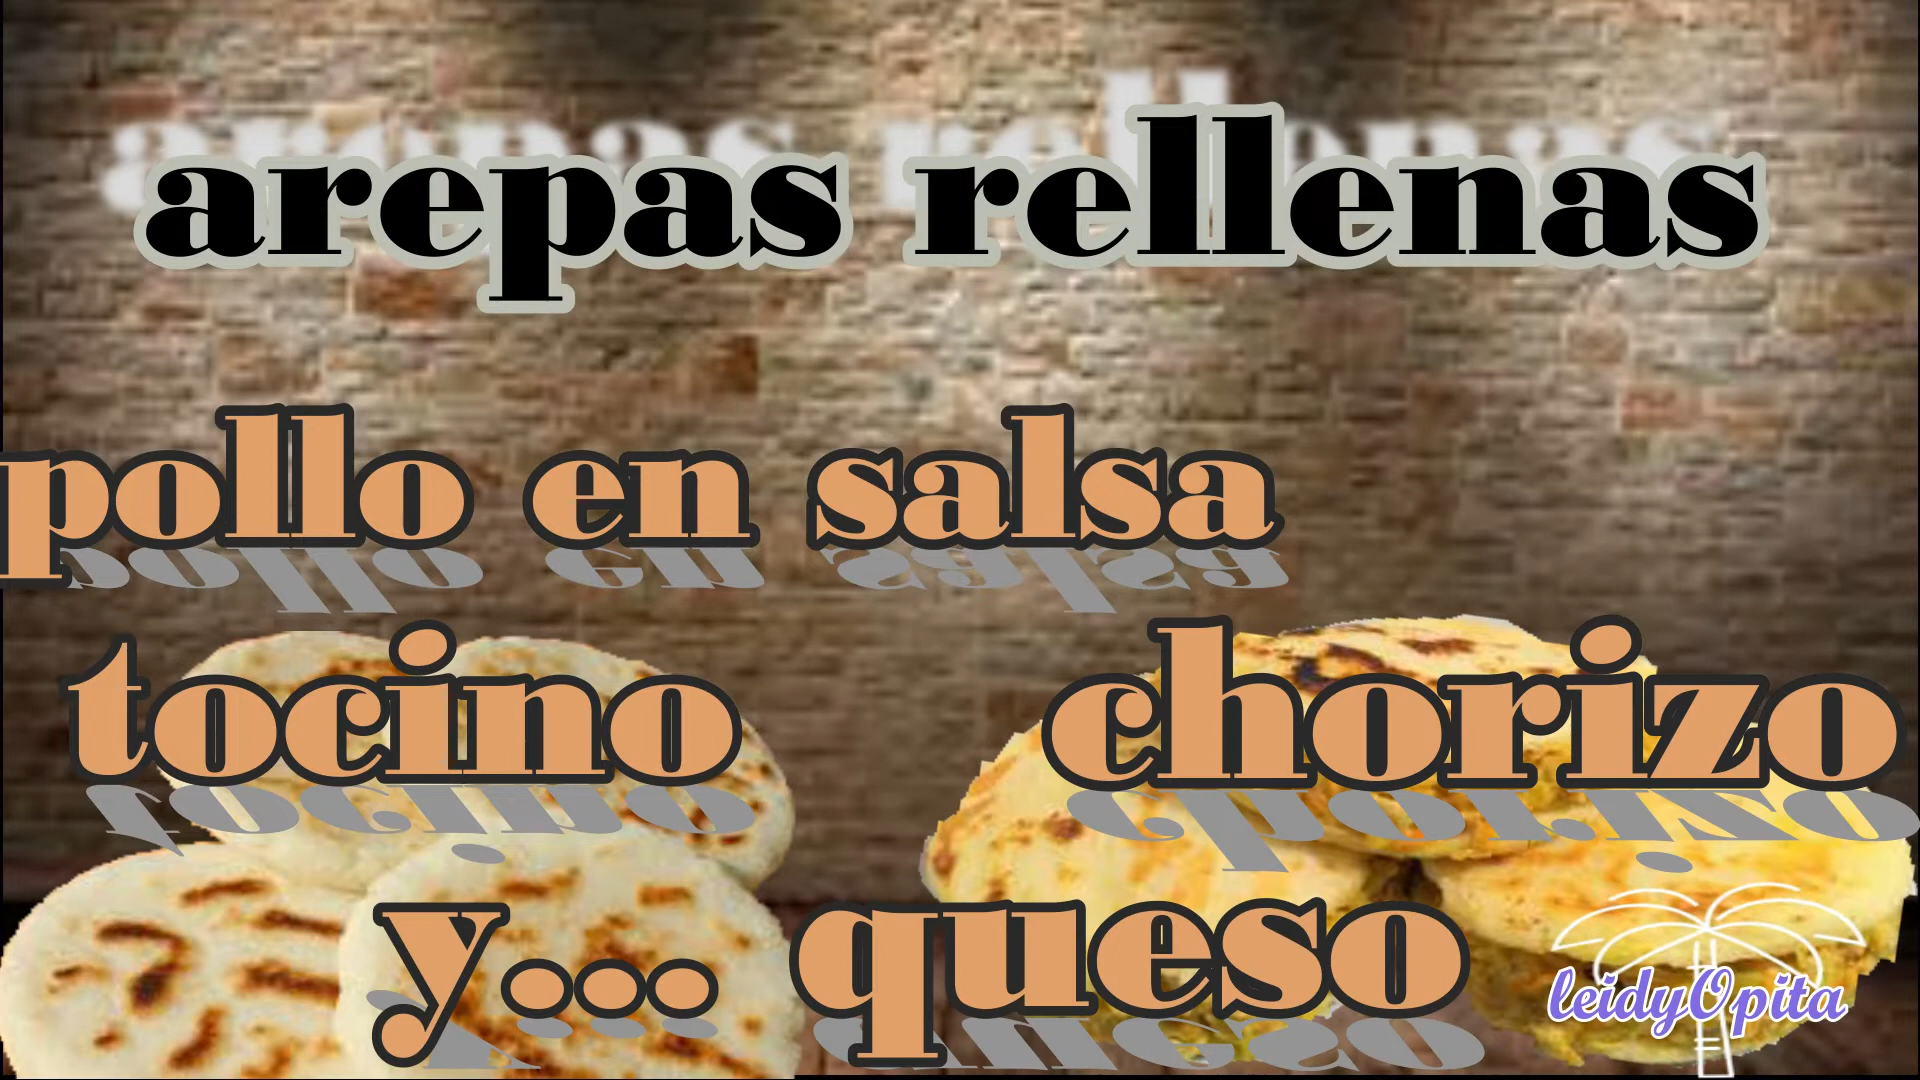 arepas rellenas
pollo en salsa
tocino
chorizo
y... queso
leidyOpita